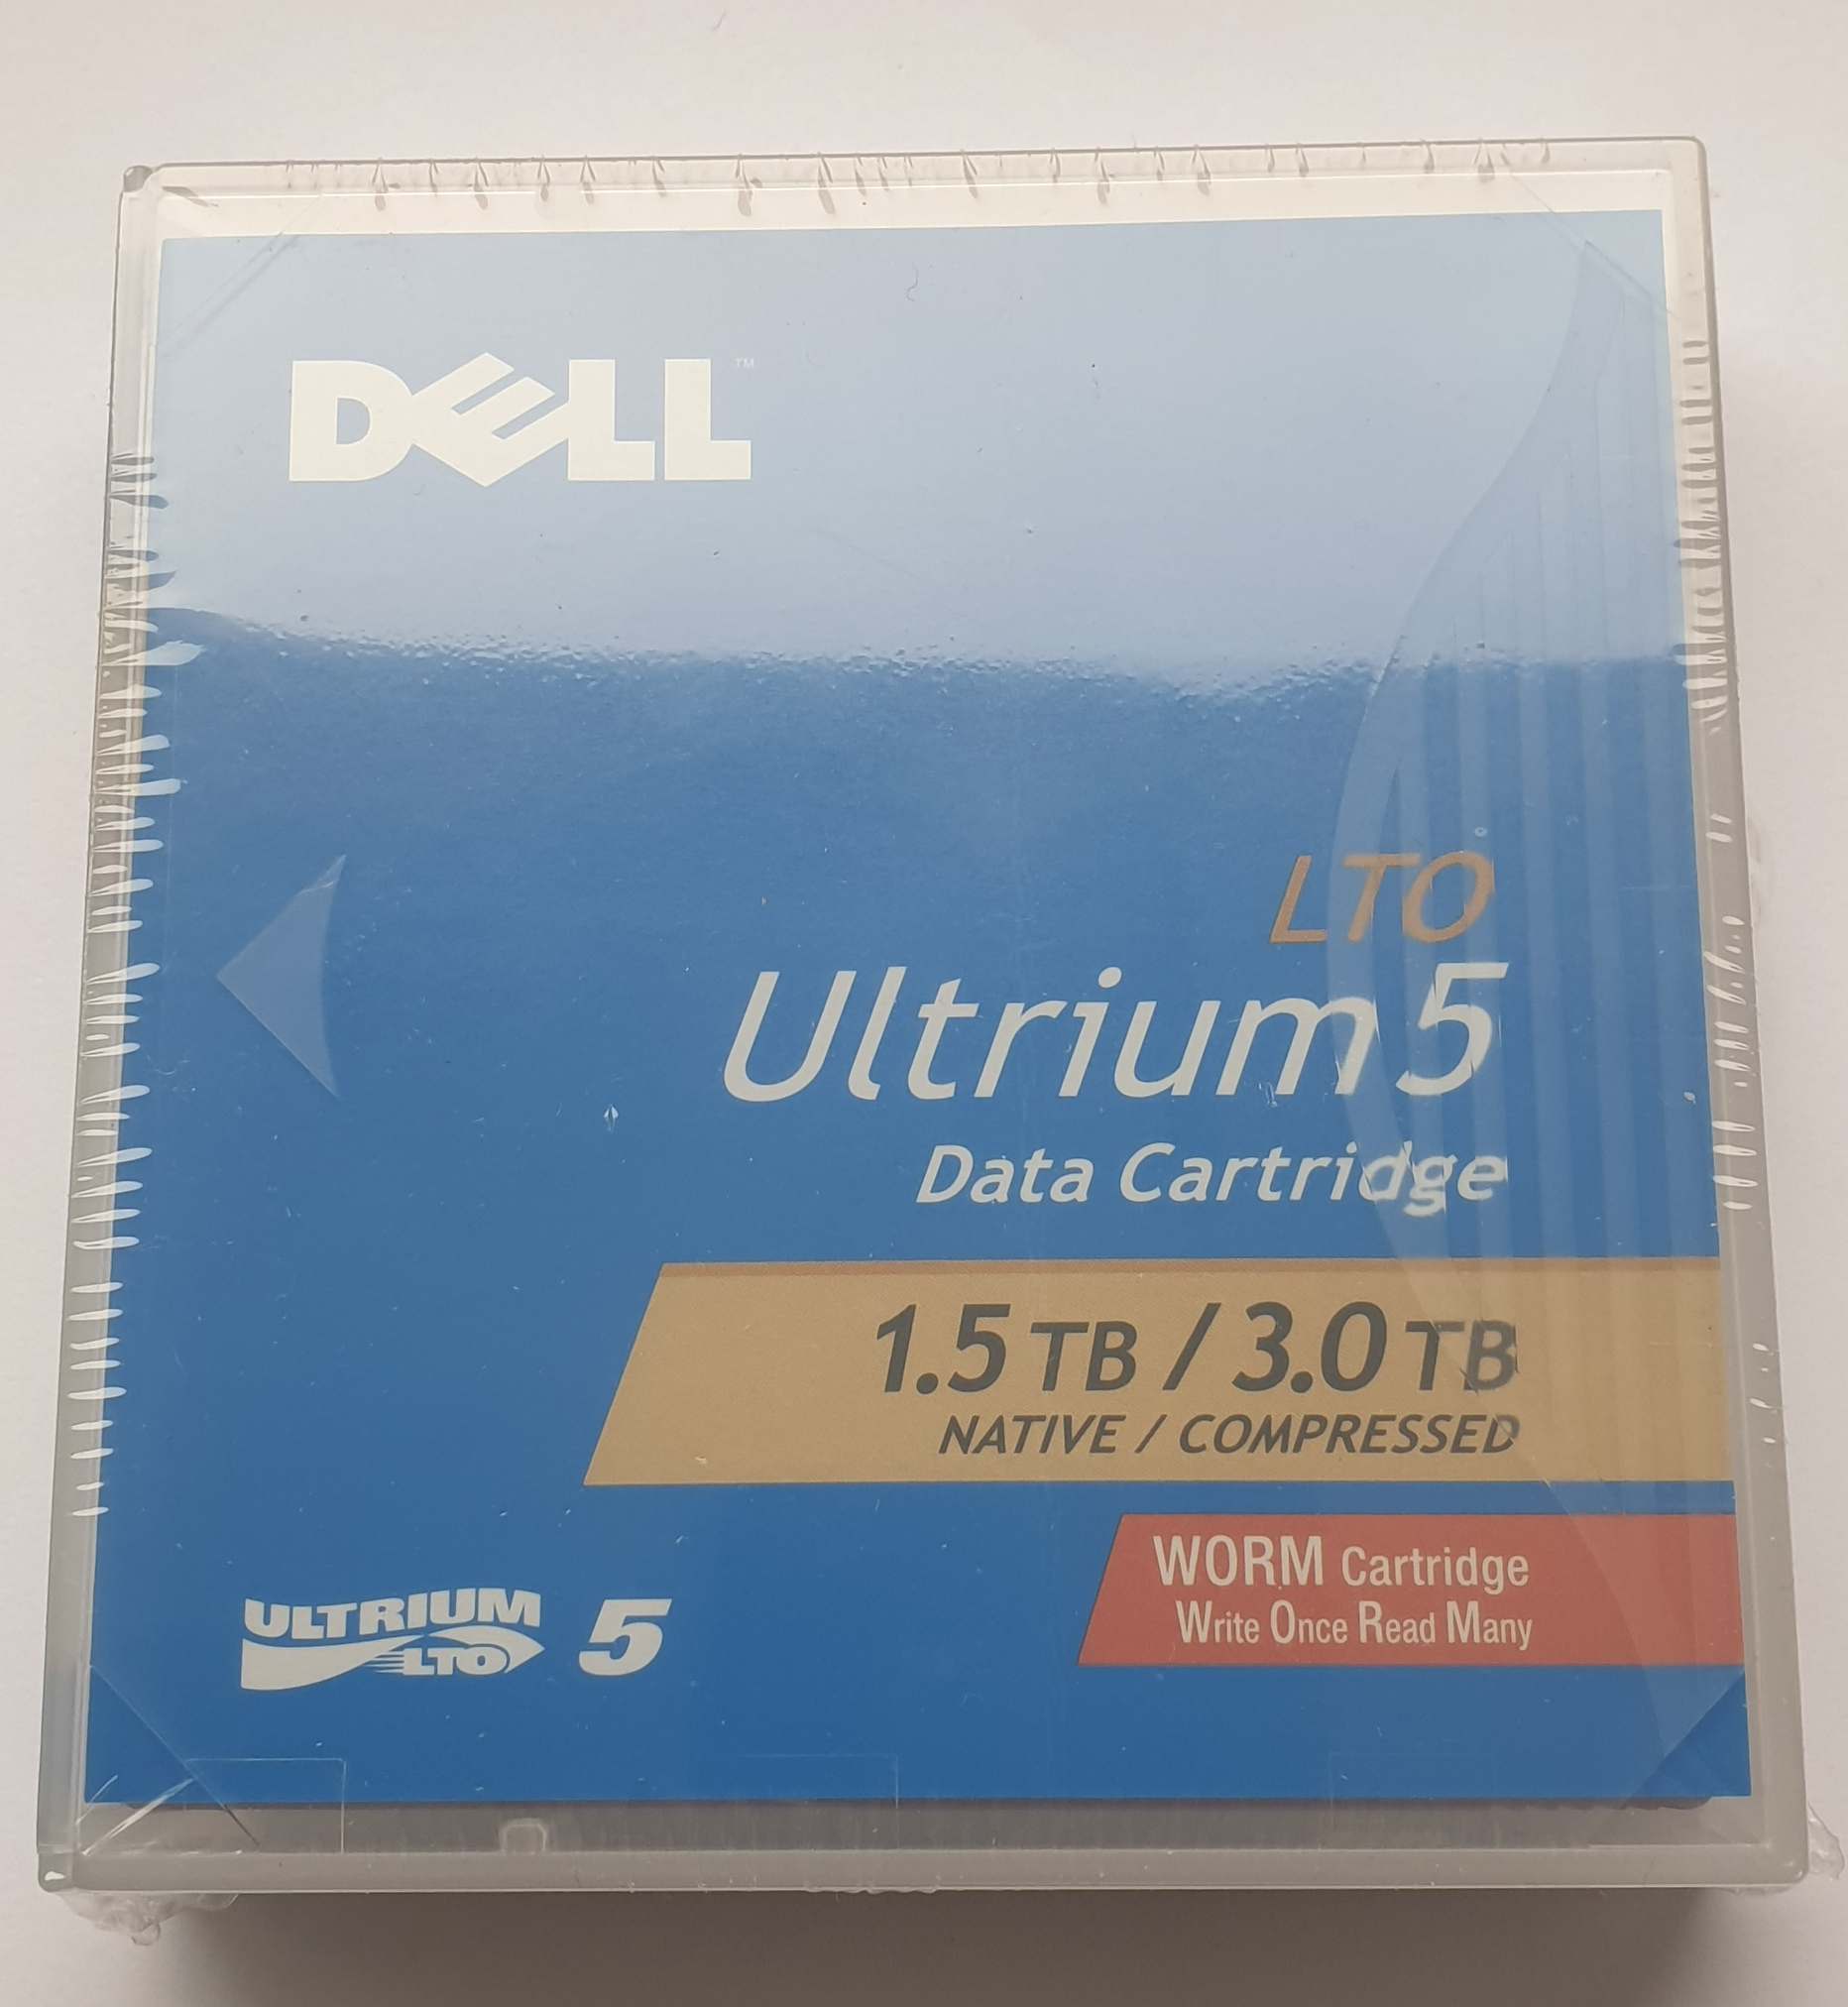 DELL™
LTO
Ultrium 5
Data Cartridge
1.5 TB / 3.0 TB
NATIVE / COMPRESSED
WORM Cartridge
Write Once Read Many
ULTRIUM
LTO
5